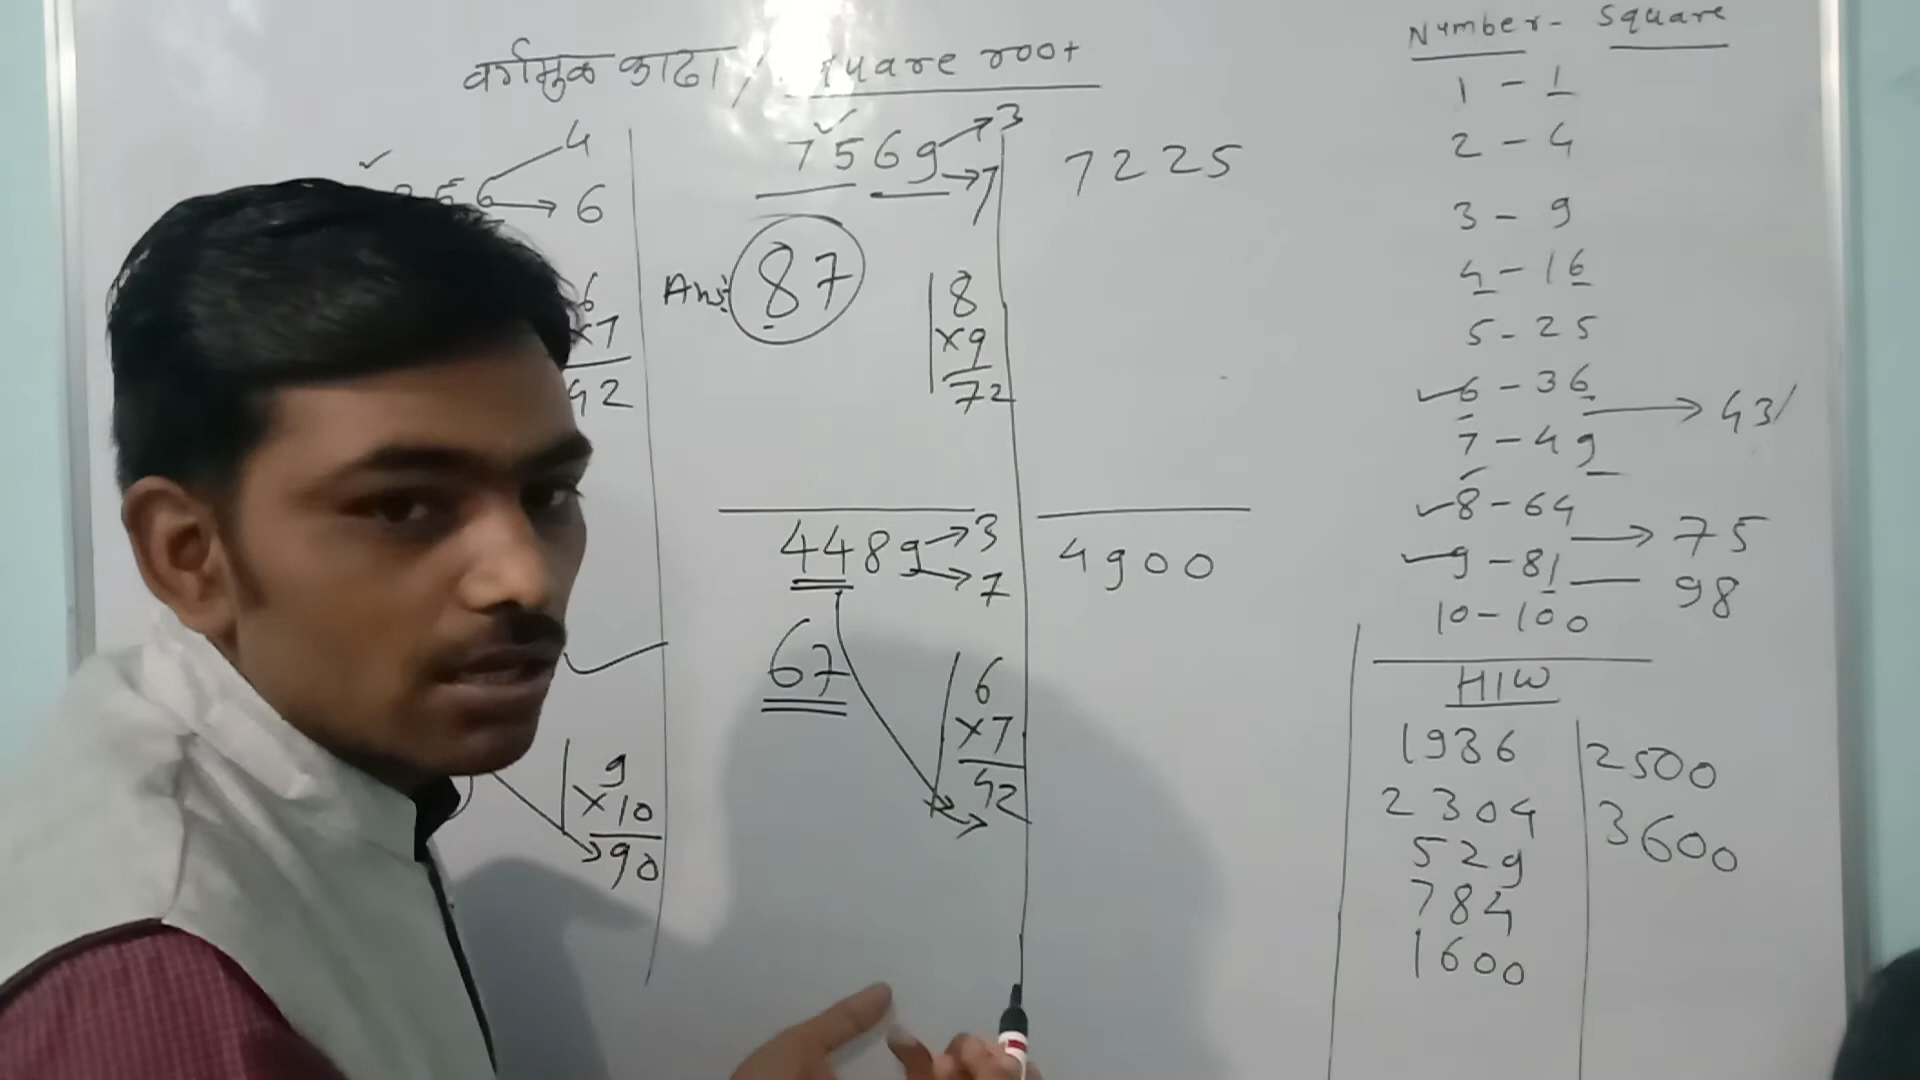 वर्गमुळ काढा / square root
4
6
6
×7
42
9
×10
90
7569 → 3
→ 7
Ans: 87
8
×9
72
4489 → 3
→ 7
67
6
×7
42
7225
4900
Number - Square
1 - 1
2 - 4
3 - 9
4 - 16
5 - 25
6 - 36
→ 43
7 - 49
8 - 64
→ 75
9 - 81
98
10 - 100
H/W
1936
2304
529
784
1600
2500
3600